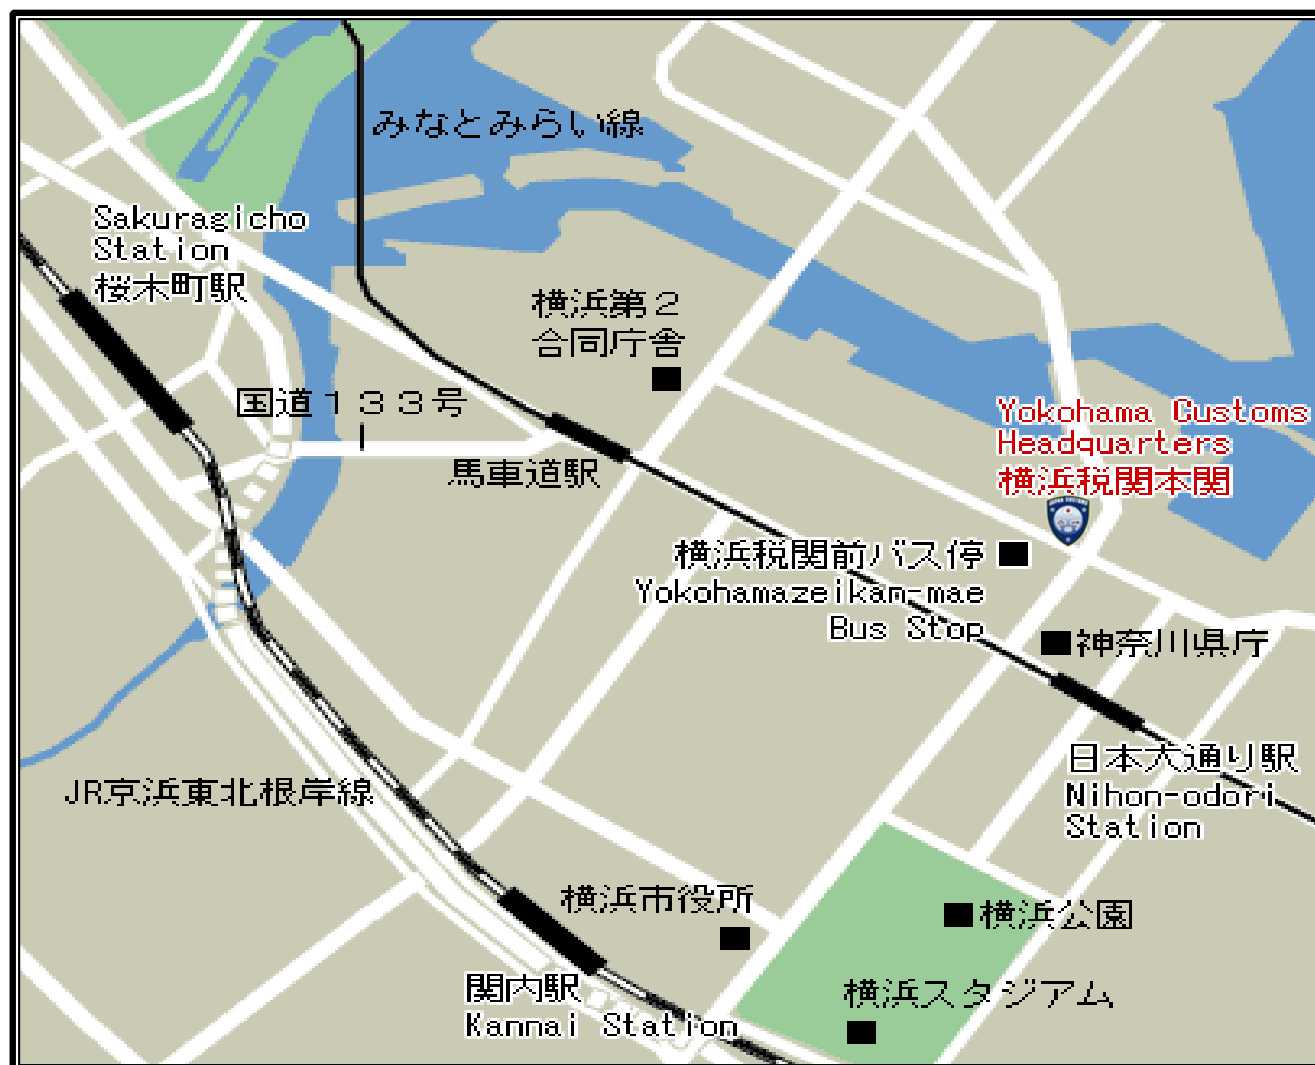 みなとみらい線
Sakuragicho
Station
桜木町駅
横浜第２
合同庁舎
国道１３３号
馬車道駅
Yokohama Customs
Headquarters
横浜税関本関
横浜税関前バス停
Yokohamazeikan-mae
Bus Stop
神奈川県庁
日本大通り駅
Nihon-odori
Station
JR京浜東北根岸線
横浜市役所
横浜公園
関内駅
Kannai Station
横浜スタジアム